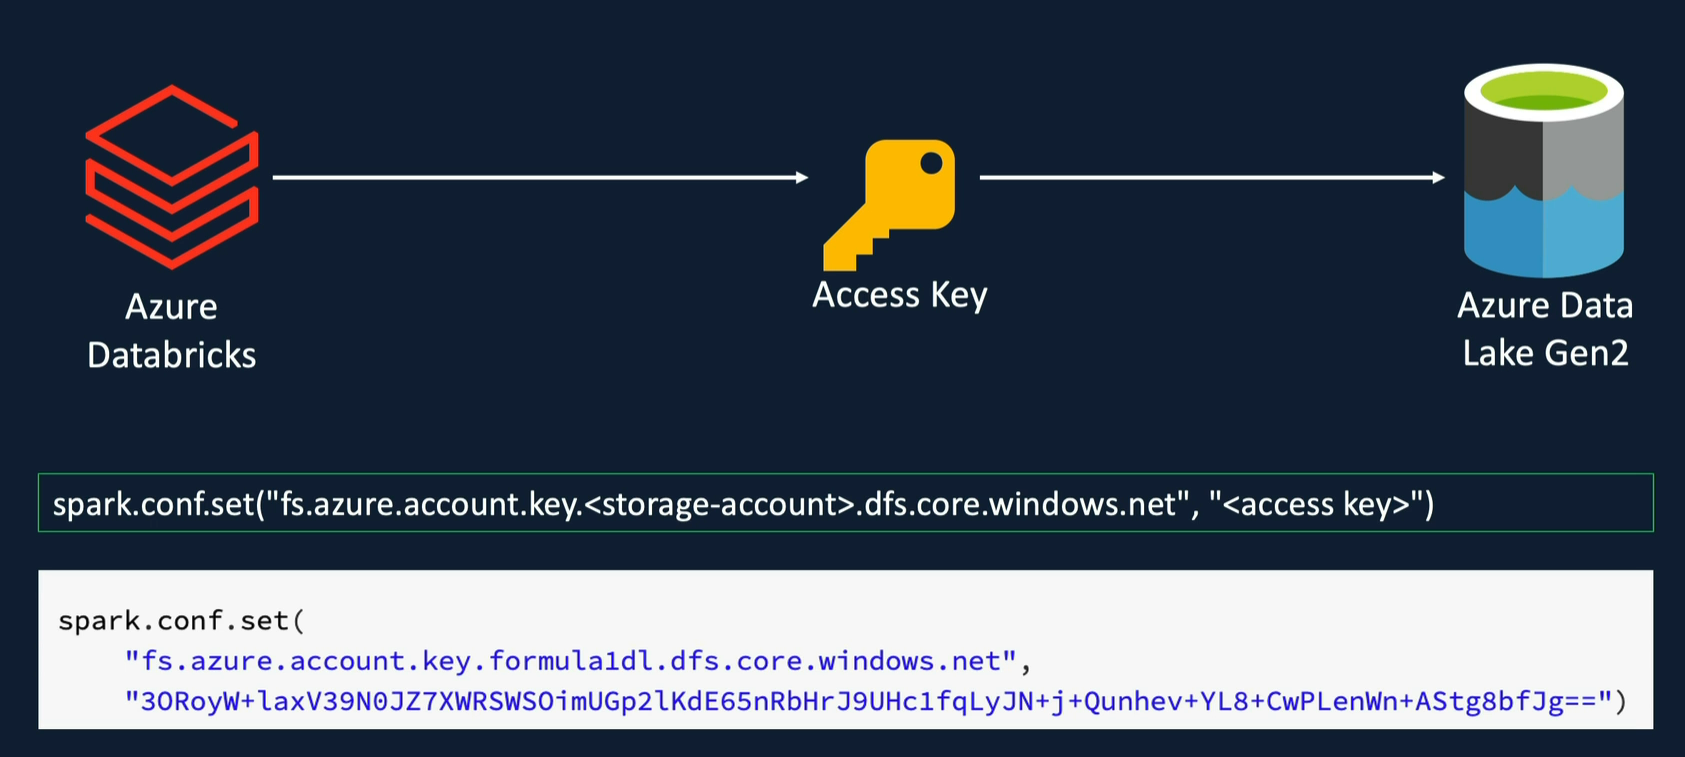 Azure
Databricks
Access Key
Azure Data
Lake Gen2
spark.conf.set("fs.azure.account.key.<storage-account>.dfs.core.windows.net", "<access key>")
spark.conf.set(
"fs.azure.account.key.formula1dl.dfs.core.windows.net",
"3ORoyW+laxV39N0JZ7XWRSWSOimUGp2lKdE65nRbHrJ9UHc1fqLyJN+j+Qunhev+YL8+CwPLenWn+AStg8bfJg==")